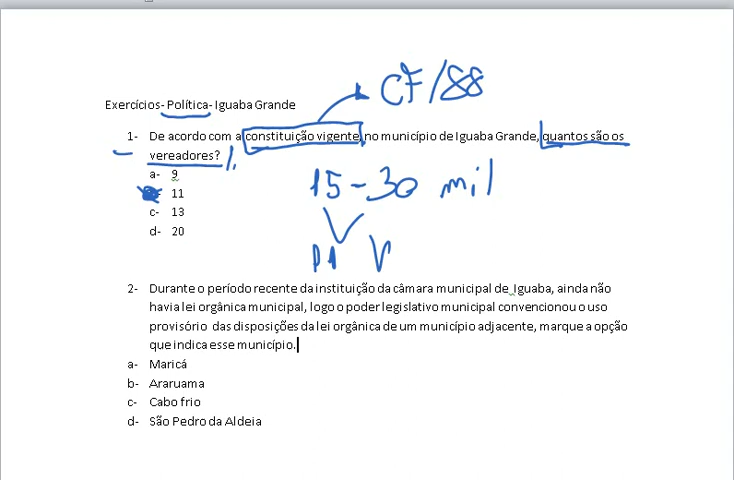 CF/88
Exercícios- Política- Iguaba Grande
1- De acordo com a constituição vigente, no município de Iguaba Grande, quantos são os
vereadores?
a- 9
11
c- 13
d- 20
15-30 mil
2- Durante o período recente da instituição da câmara municipal de Iguaba, ainda não
havia lei orgânica municipal, logo o poder legislativo municipal convencionou o uso
provisório das disposições da lei orgânica de um município adjacente, marque a opção
que indica esse município.
a- Maricá
b- Araruama
c- Cabo frio
d- São Pedro da Aldeia